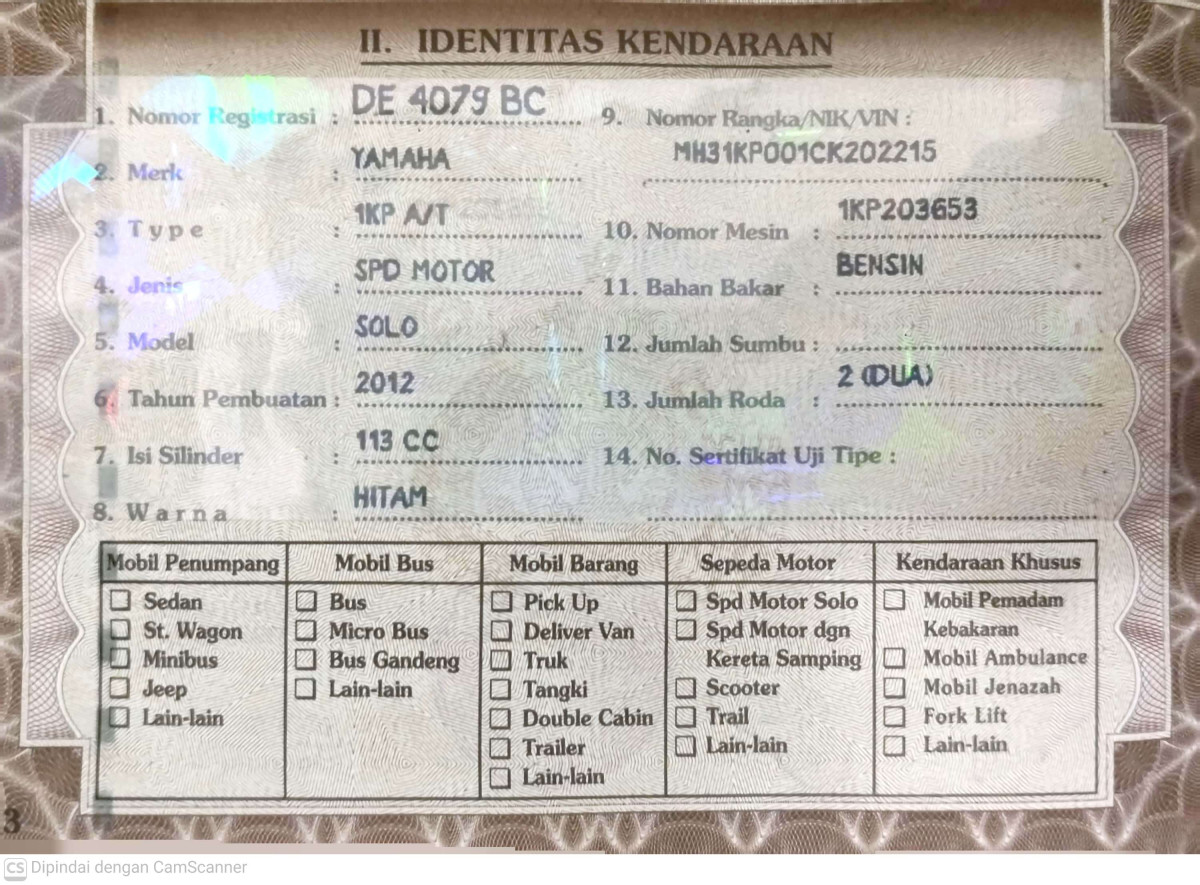 II. IDENTITAS KENDARAAN
1. Nomor Registrasi : DE 4079 BC
2. Merk : YAMAHA
3. Type : 1KP A/T
4. Jenis : SPD MOTOR
5. Model : SOLO
6. Tahun Pembuatan : 2012
7. Isi Silinder : 113 CC
8. Warna : HITAM
9. Nomor Rangka/NIK/VIN :
MH31KP001CK202215
10. Nomor Mesin : 1KP203653
11. Bahan Bakar : BENSIN
12. Jumlah Sumbu :
13. Jumlah Roda : 2 (DUA)
14. No. Sertifikat Uji Tipe :
Mobil Penumpang
Sedan
St. Wagon
Minibus
Jeep
Lain-lain
Mobil Bus
Bus
Micro Bus
Bus Gandeng
Lain-lain
Mobil Barang
Pick Up
Deliver Van
Truk
Tangki
Double Cabin
Trailer
Lain-lain
Sepeda Motor
Spd Motor Solo
Spd Motor dgn
Kereta Samping
Scooter
Trail
Lain-lain
Kendaraan Khusus
Mobil Pemadam
Kebakaran
Mobil Ambulance
Mobil Jenazah
Fork Lift
Lain-lain
3
CS Dipindai dengan CamScanner